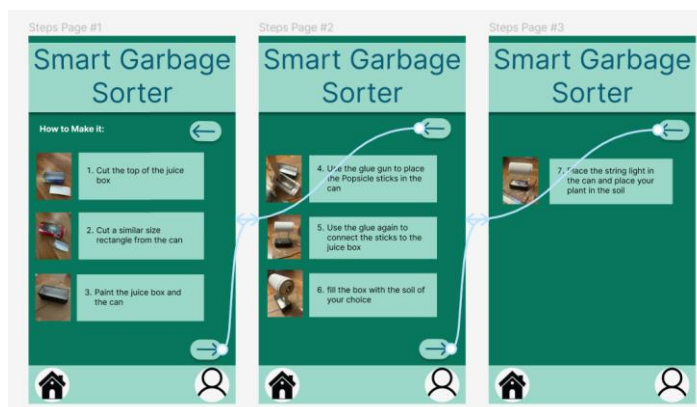 Steps Page #1
Smart Garbage
Sorter
How to Make it:
1. Cut the top of the juice
box
2. Cut a similar size
rectangle from the can
3. Paint the juice box and
the can
Steps Page #2
Smart Garbage
Sorter
4. Use the glue gun to place
the Popsicle sticks in the
can
5. Use the glue again to
connect the sticks to the
juice box
6. fill the box with the soil of
your choice
Steps Page #3
Smart Garbage
Sorter
7. Place the string light in
the can and place your
plant in the soil